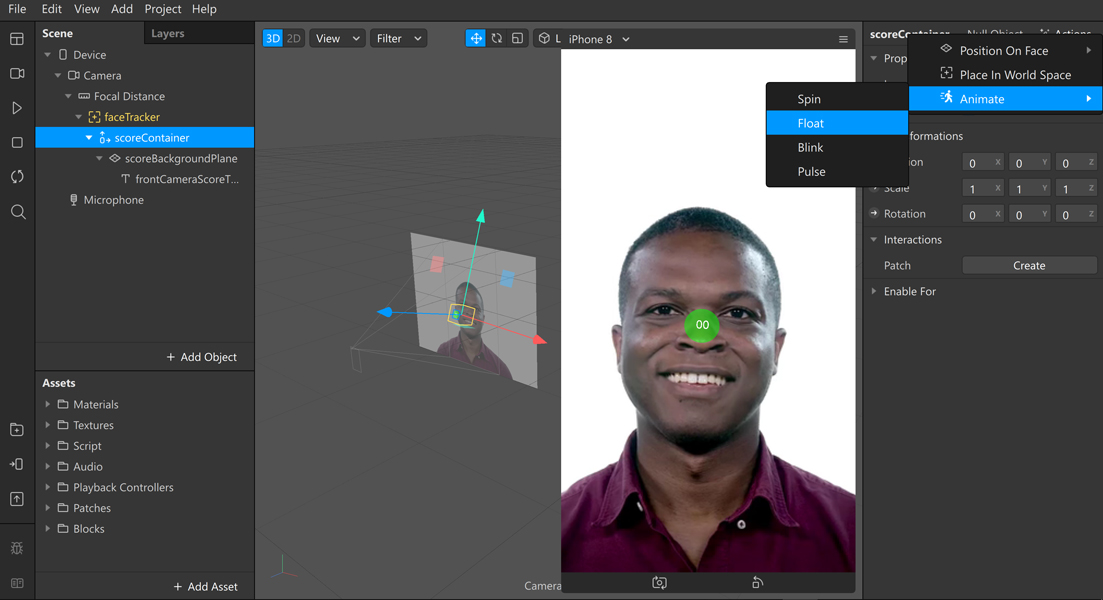 File Edit View Add Project Help
Scene Layers
Device
Camera
Focal Distance
faceTracker
scoreContainer
scoreBackgroundPlane
frontCameraScoreT...
Microphone
+ Add Object
Assets
Materials
Textures
Script
Audio
Playback Controllers
Patches
Blocks
+ Add Asset
3D 2D View Filter L iPhone 8
Camera
00
Spin
Float
Blink
Pulse
scoreContainer Null Object Actions
Position On Face
Place In World Space
Animate
Prop
formations
ion 0 X 0 Y 0 Z
Scale 1 X 1 Y 1 Z
Rotation 0 X 0 Y 0 Z
Interactions
Patch Create
Enable For